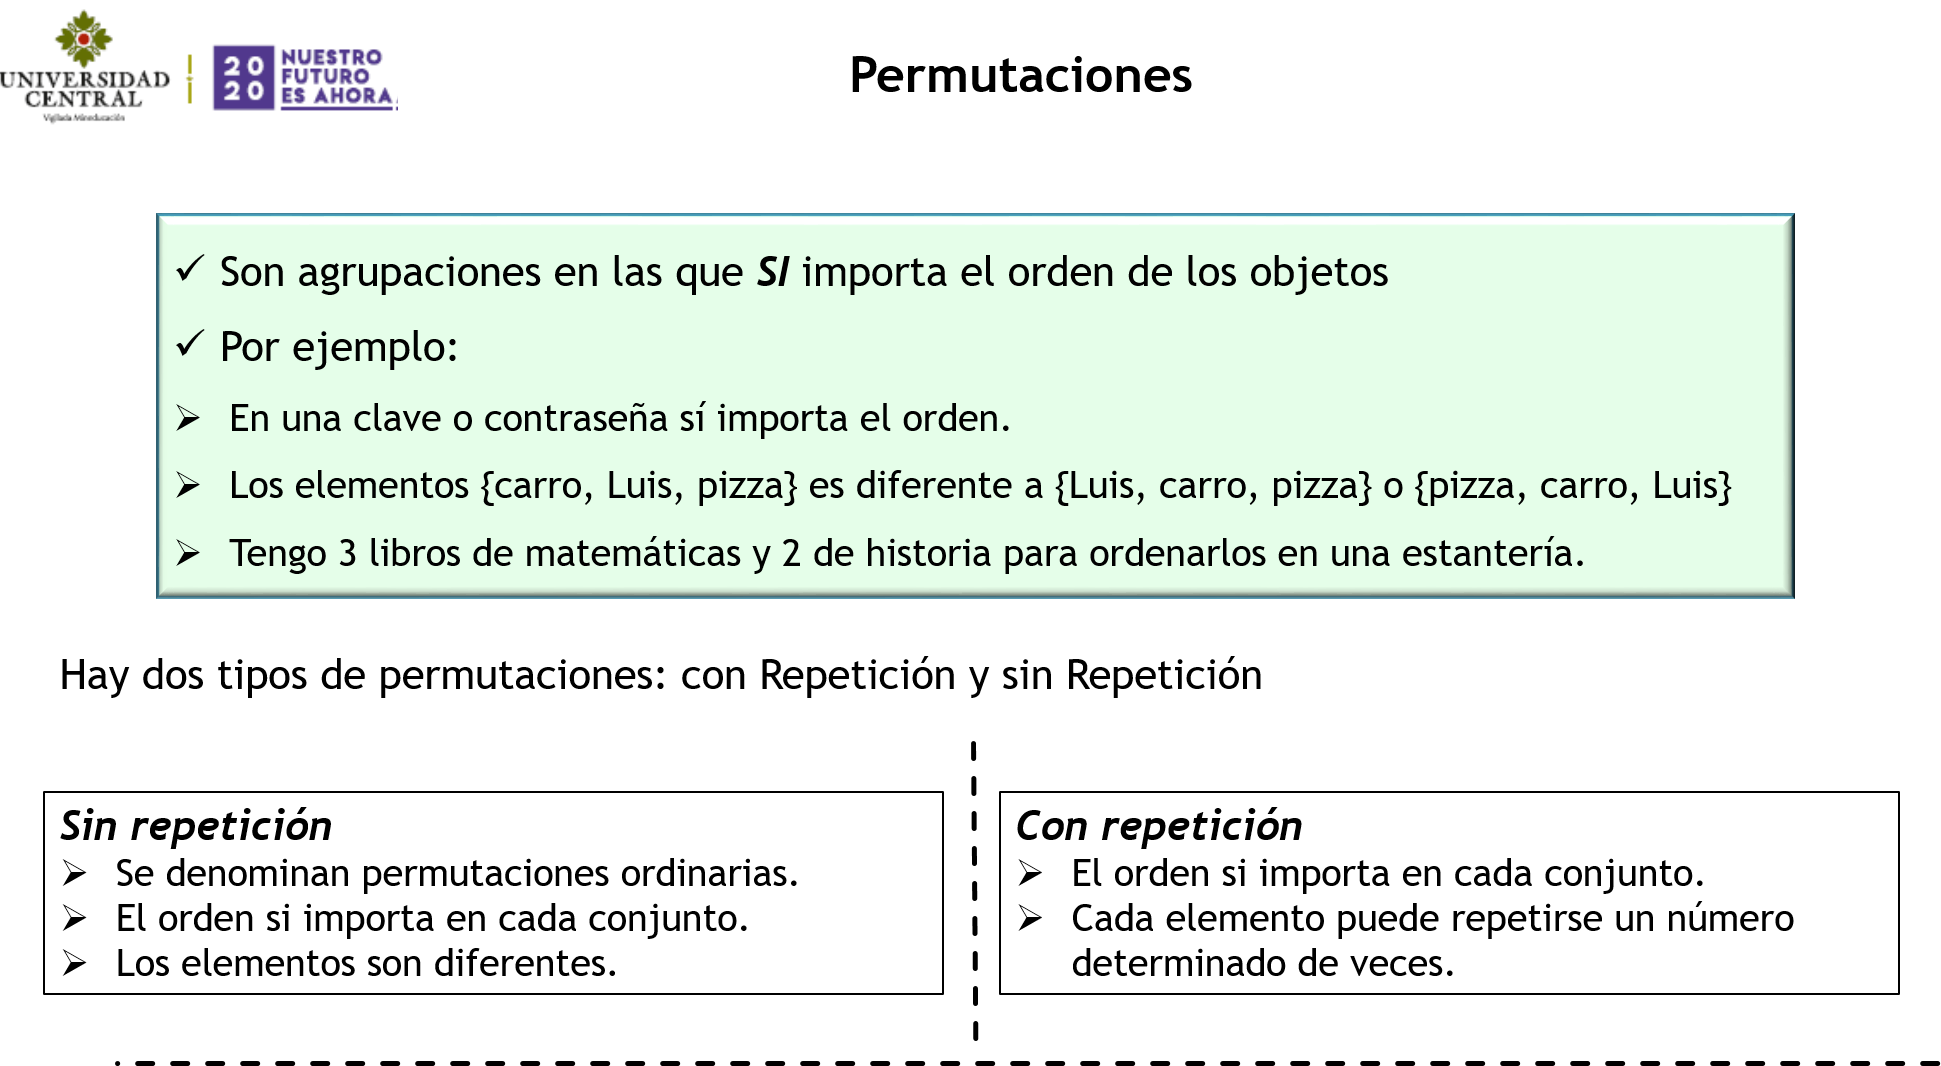 UNIVERSIDAD
CENTRAL
Vigilada Mineducación
2020
NUESTRO
FUTURO
ES AHORA
Permutaciones
✓ Son agrupaciones en las que SI importa el orden de los objetos
✓ Por ejemplo:
➢ En una clave o contraseña sí importa el orden.
➢ Los elementos {carro, Luis, pizza} es diferente a {Luis, carro, pizza} o {pizza, carro, Luis}
➢ Tengo 3 libros de matemáticas y 2 de historia para ordenarlos en una estantería.
Hay dos tipos de permutaciones: con Repetición y sin Repetición
Sin repetición
➢ Se denominan permutaciones ordinarias.
➢ El orden si importa en cada conjunto.
➢ Los elementos son diferentes.
Con repetición
➢ El orden si importa en cada conjunto.
➢ Cada elemento puede repetirse un número
determinado de veces.